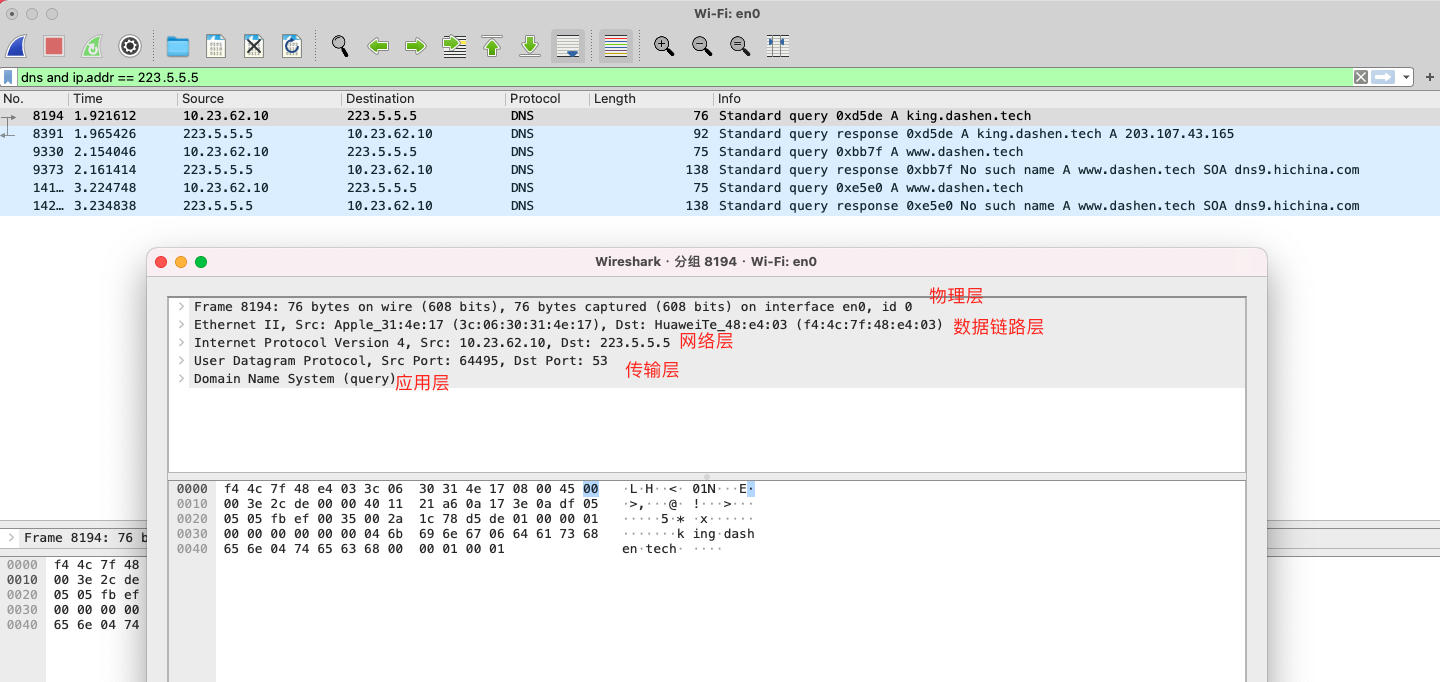 Wi-Fi: en0
dns and ip.addr == 223.5.5.5
No. Time Source Destination Protocol Length Info
8194 1.921612 10.23.62.10 223.5.5.5 DNS 76 Standard query 0xd5de A king.dashen.tech
8391 1.965426 223.5.5.5 10.23.62.10 DNS 92 Standard query response 0xd5de A king.dashen.tech A 203.107.43.165
9330 2.154046 10.23.62.10 223.5.5.5 DNS 75 Standard query 0xbb7f A www.dashen.tech
9373 2.161414 223.5.5.5 10.23.62.10 DNS 138 Standard query response 0xbb7f No such name A www.dashen.tech SOA dns9.hichina.com
141… 3.224748 10.23.62.10 223.5.5.5 DNS 75 Standard query 0xe5e0 A www.dashen.tech
142… 3.234838 223.5.5.5 10.23.62.10 DNS 138 Standard query response 0xe5e0 No such name A www.dashen.tech SOA dns9.hichina.com
Wireshark · 分组 8194 · Wi-Fi: en0
Frame 8194: 76 bytes on wire (608 bits), 76 bytes captured (608 bits) on interface en0, id 0 物理层
Ethernet II, Src: Apple_31:4e:17 (3c:06:30:31:4e:17), Dst: HuaweiTe_48:e4:03 (f4:4c:7f:48:e4:03) 数据链路层
Internet Protocol Version 4, Src: 10.23.62.10, Dst: 223.5.5.5 网络层
User Datagram Protocol, Src Port: 64495, Dst Port: 53 传输层
Domain Name System (query) 应用层
0000 f4 4c 7f 48 e4 03 3c 06 30 31 4e 17 08 00 45 00 ·L·H··<· 01N···E·
0010 00 3e 2c de 00 00 40 11 21 a6 0a 17 3e 0a df 05 ·>,···@· !···>···
0020 05 05 fb ef 00 35 00 2a 1c 78 d5 de 01 00 00 01 ·····5·* ·x······
0030 00 00 00 00 00 00 04 6b 69 6e 67 06 64 61 73 68 ·······k ing·dash
0040 65 6e 04 74 65 63 68 00 00 01 00 01 en·tech· ····
Frame 8194: 76 b
0000 f4 4c 7f 48
0010 00 3e 2c de
0020 05 05 fb ef
0030 00 00 00 00
0040 65 6e 04 74